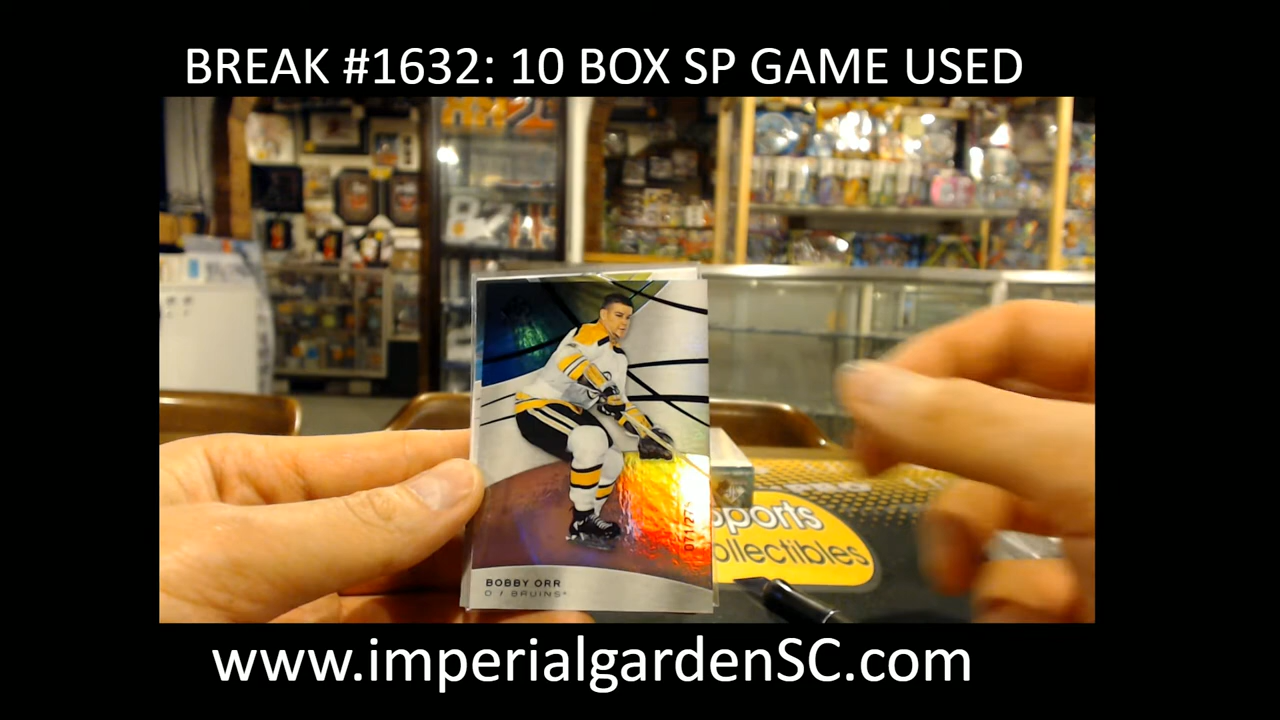 BREAK #1632: 10 BOX SP GAME USED
BOBBY ORR
D / BRUINS
Sports
Collectibles
www.imperialgardenSC.com